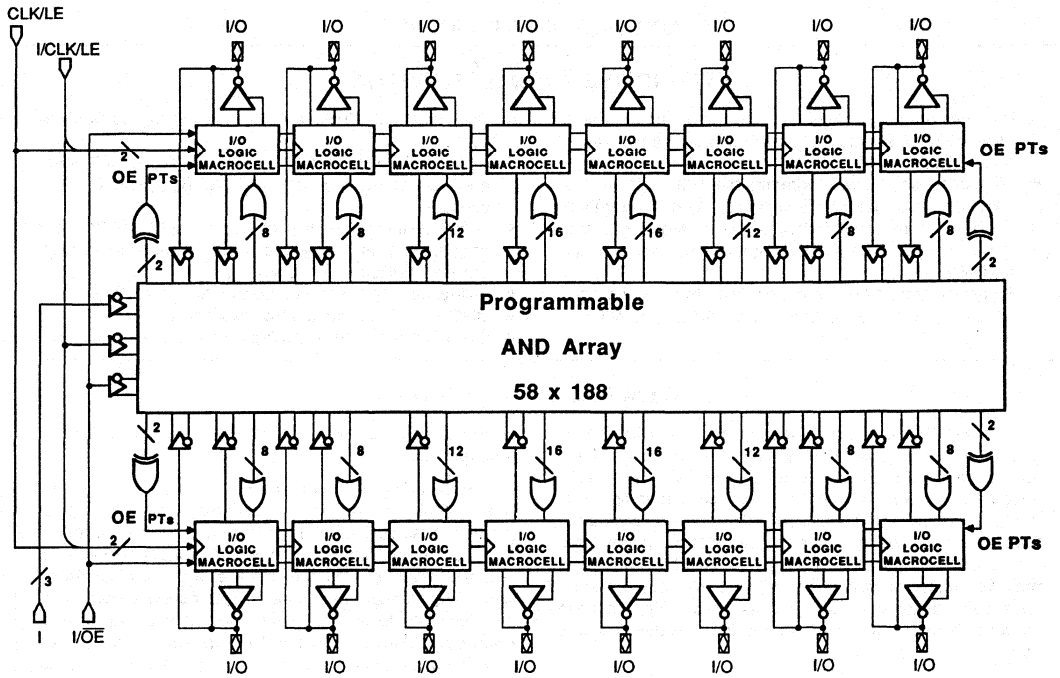 CLK/LE
I/CLK/LE
I/O I/O I/O I/O I/O I/O I/O I/O
I/O LOGIC MACROCELL
I/O LOGIC MACROCELL
I/O LOGIC MACROCELL
I/O LOGIC MACROCELL
I/O LOGIC MACROCELL
I/O LOGIC MACROCELL
I/O LOGIC MACROCELL
I/O LOGIC MACROCELL
2
OE PTs
OE PTs
8 8 12 16 16 12 8 8
2
2
Programmable
AND Array
58 x 188
2
2
8 8 12 16 16 12 8 8
OE PTs
OE PTs
2
I/O LOGIC MACROCELL
I/O LOGIC MACROCELL
I/O LOGIC MACROCELL
I/O LOGIC MACROCELL
I/O LOGIC MACROCELL
I/O LOGIC MACROCELL
I/O LOGIC MACROCELL
I/O LOGIC MACROCELL
3
I
I/OE
I/O I/O I/O I/O I/O I/O I/O I/O